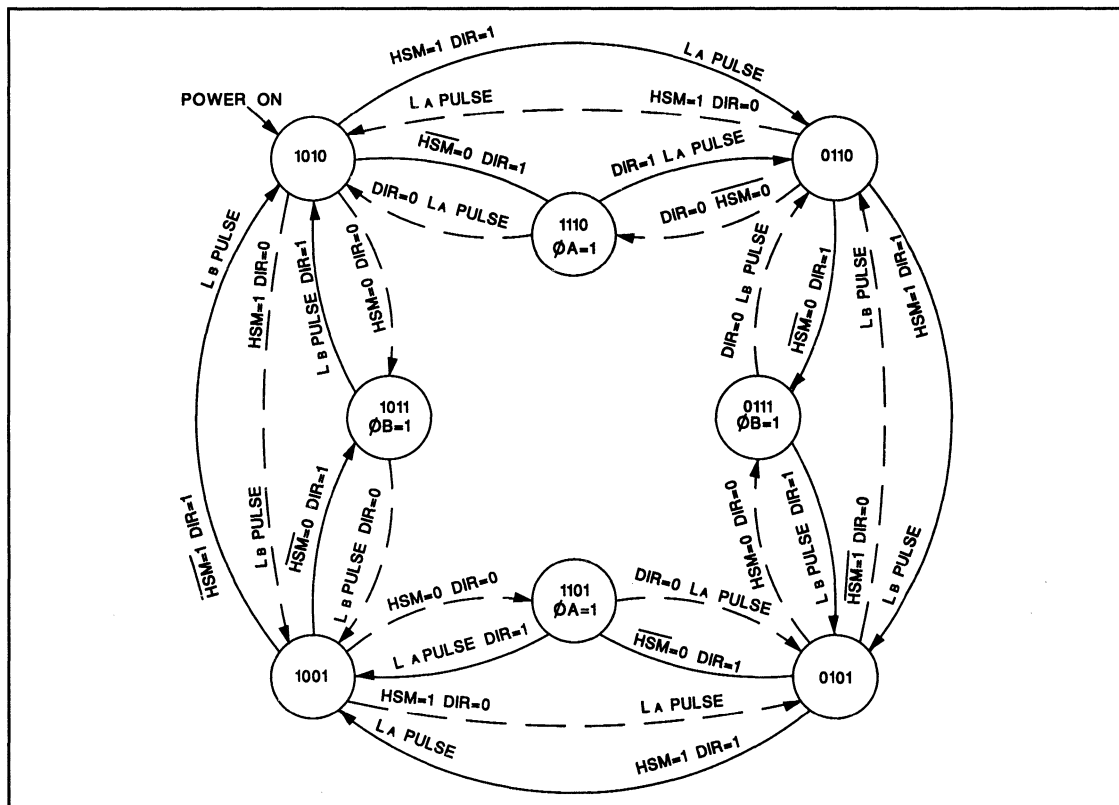 HSM=1 DIR=1
LA PULSE
POWER ON
LA PULSE
HSM=1 DIR=0
1010
0110
HSM=0 DIR=1
DIR=1 LA PULSE
DIR=0 LA PULSE
DIR=0 HSM=0
1110
ØA=1
LB PULSE
HSM=1 DIR=0
LB PULSE DIR=1
HSM=0 DIR=0
DIR=0 LB PULSE
HSM=0 DIR=1
LB PULSE
HSM=1 DIR=1
1011
ØB=1
0111
ØB=1
HSM=1 DIR=1
LB PULSE
HSM=0 DIR=1
LB PULSE DIR=0
HSM=0 DIR=0
LB PULSE DIR=1
HSM=1 DIR=0
LB PULSE
HSM=0 DIR=0
1101
ØA=1
DIR=0 LA PULSE
LA PULSE DIR=1
HSM=0 DIR=1
1001
0101
HSM=1 DIR=0
LA PULSE
LA PULSE
HSM=1 DIR=1